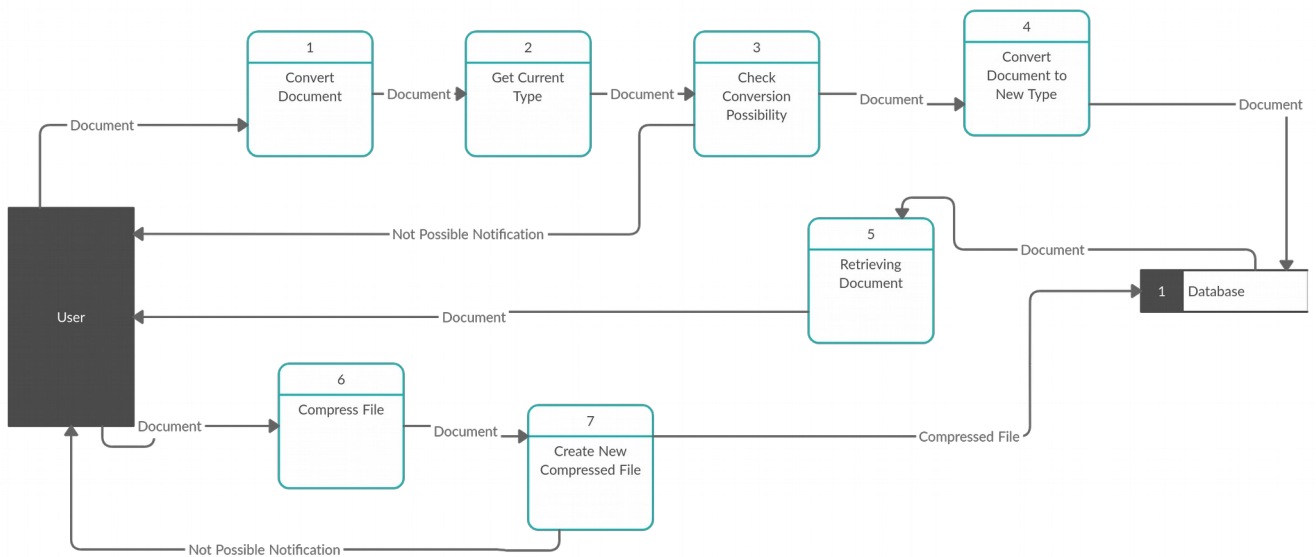 1
Convert
Document
2
Get Current
Type
3
Check
Conversion
Possibility
4
Convert
Document to
New Type
Document
Document
Document
Document
Document
Not Possible Notification
5
Retrieving
Document
Document
1
Database
User
Document
6
Compress File
Document
Document
7
Create New
Compressed File
Compressed File
Not Possible Notification